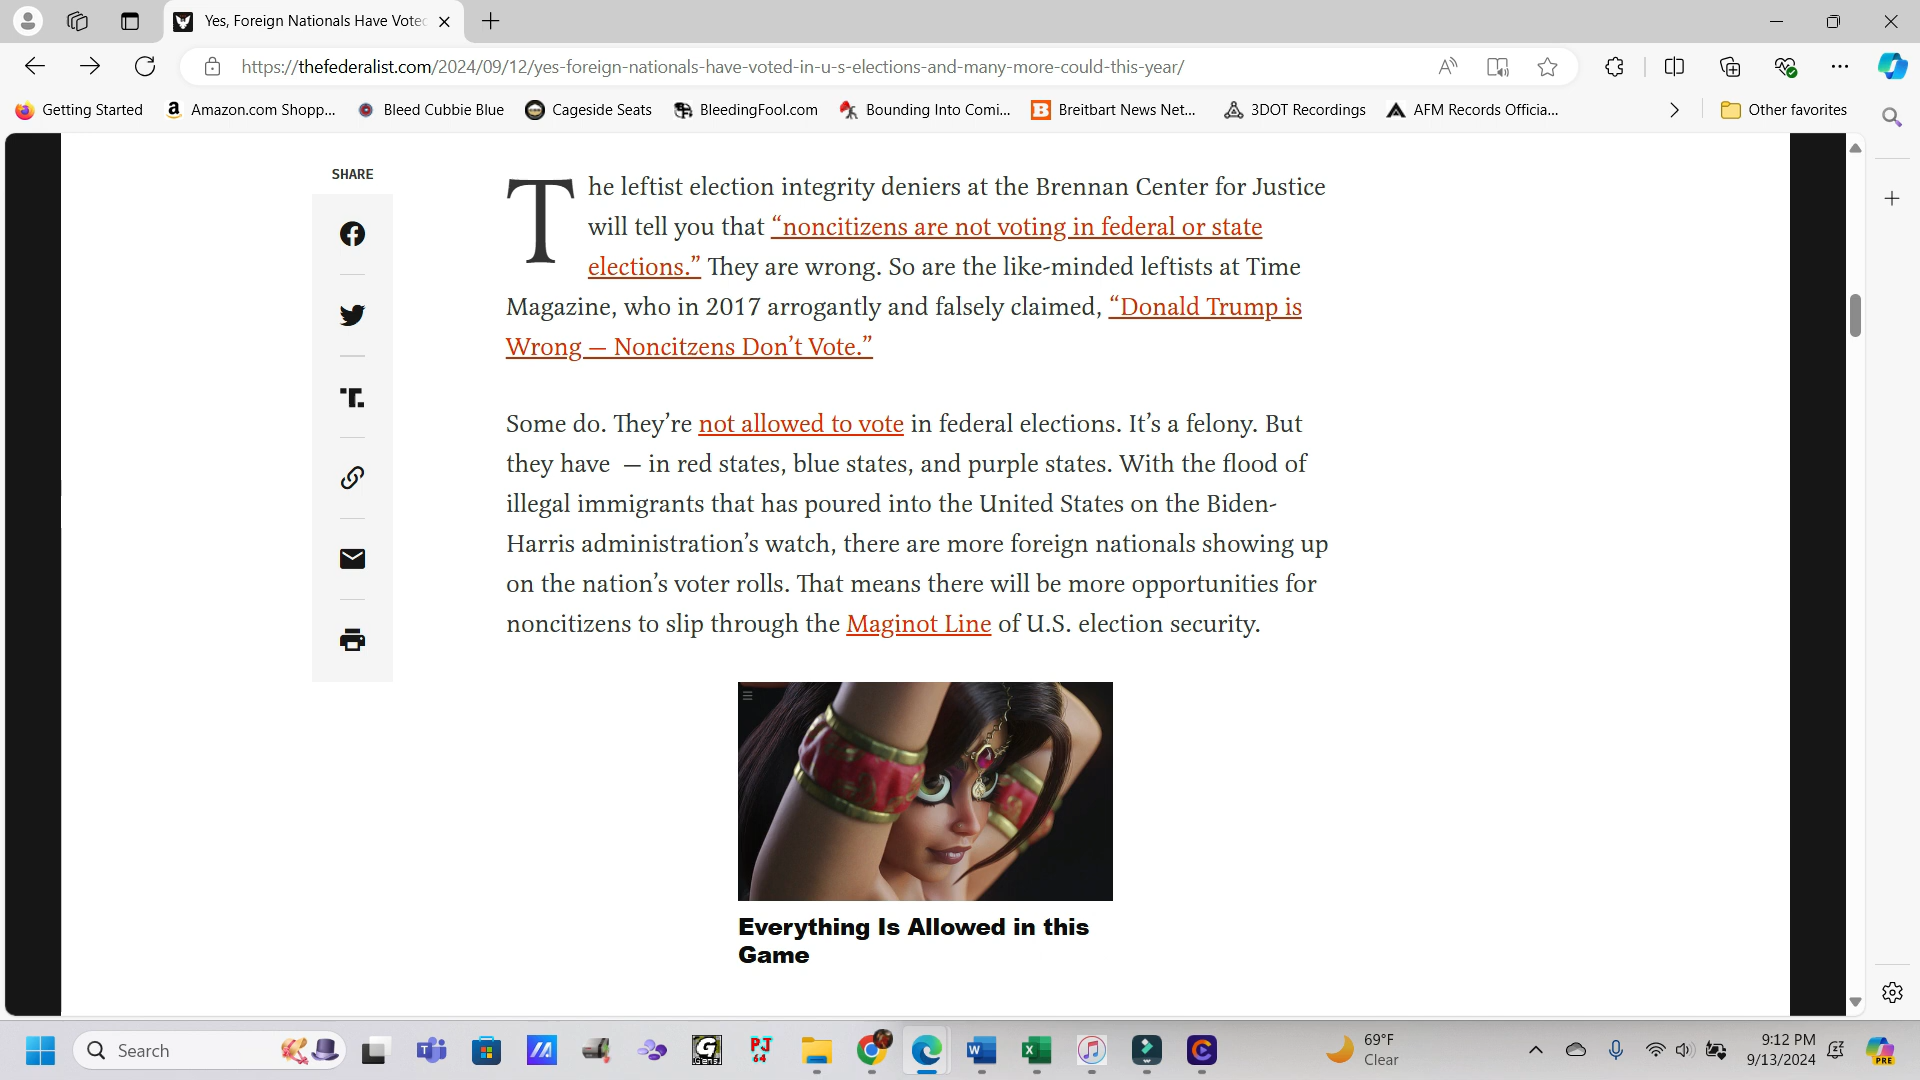 Yes, Foreign Nationals Have Voted
https://thefederalist.com/2024/09/12/yes-foreign-nationals-have-voted-in-u-s-elections-and-many-more-could-this-year/
Getting Started
Amazon.com Shopp...
Bleed Cubbie Blue
Cageside Seats
BleedingFool.com
Bounding Into Comi...
Breitbart News Net...
3DOT Recordings
AFM Records Officia...
Other favorites
SHARE
The leftist election integrity deniers at the Brennan Center for Justice
will tell you that “noncitizens are not voting in federal or state
elections.” They are wrong. So are the like-minded leftists at Time
Magazine, who in 2017 arrogantly and falsely claimed, “Donald Trump is
Wrong — Noncitzens Don’t Vote.”
Some do. They’re not allowed to vote in federal elections. It’s a felony. But
they have — in red states, blue states, and purple states. With the flood of
illegal immigrants that has poured into the United States on the Biden-
Harris administration’s watch, there are more foreign nationals showing up
on the nation’s voter rolls. That means there will be more opportunities for
noncitizens to slip through the Maginot Line of U.S. election security.
Everything Is Allowed in this
Game
Search
69°F
Clear
9:12 PM
9/13/2024